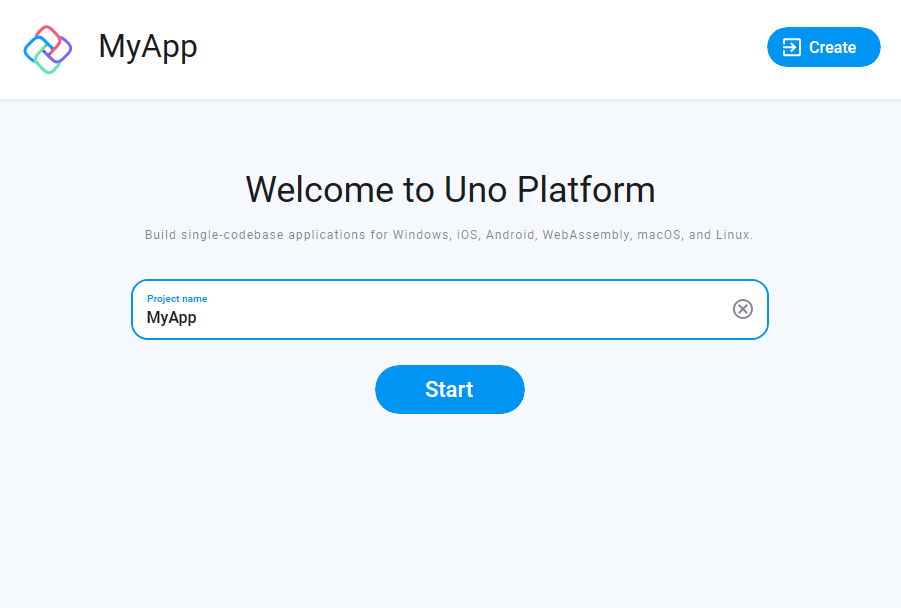 MyApp
Create
Welcome to Uno Platform
Build single-codebase applications for Windows, iOS, Android, WebAssembly, macOS, and Linux.
Project name
MyApp
Start